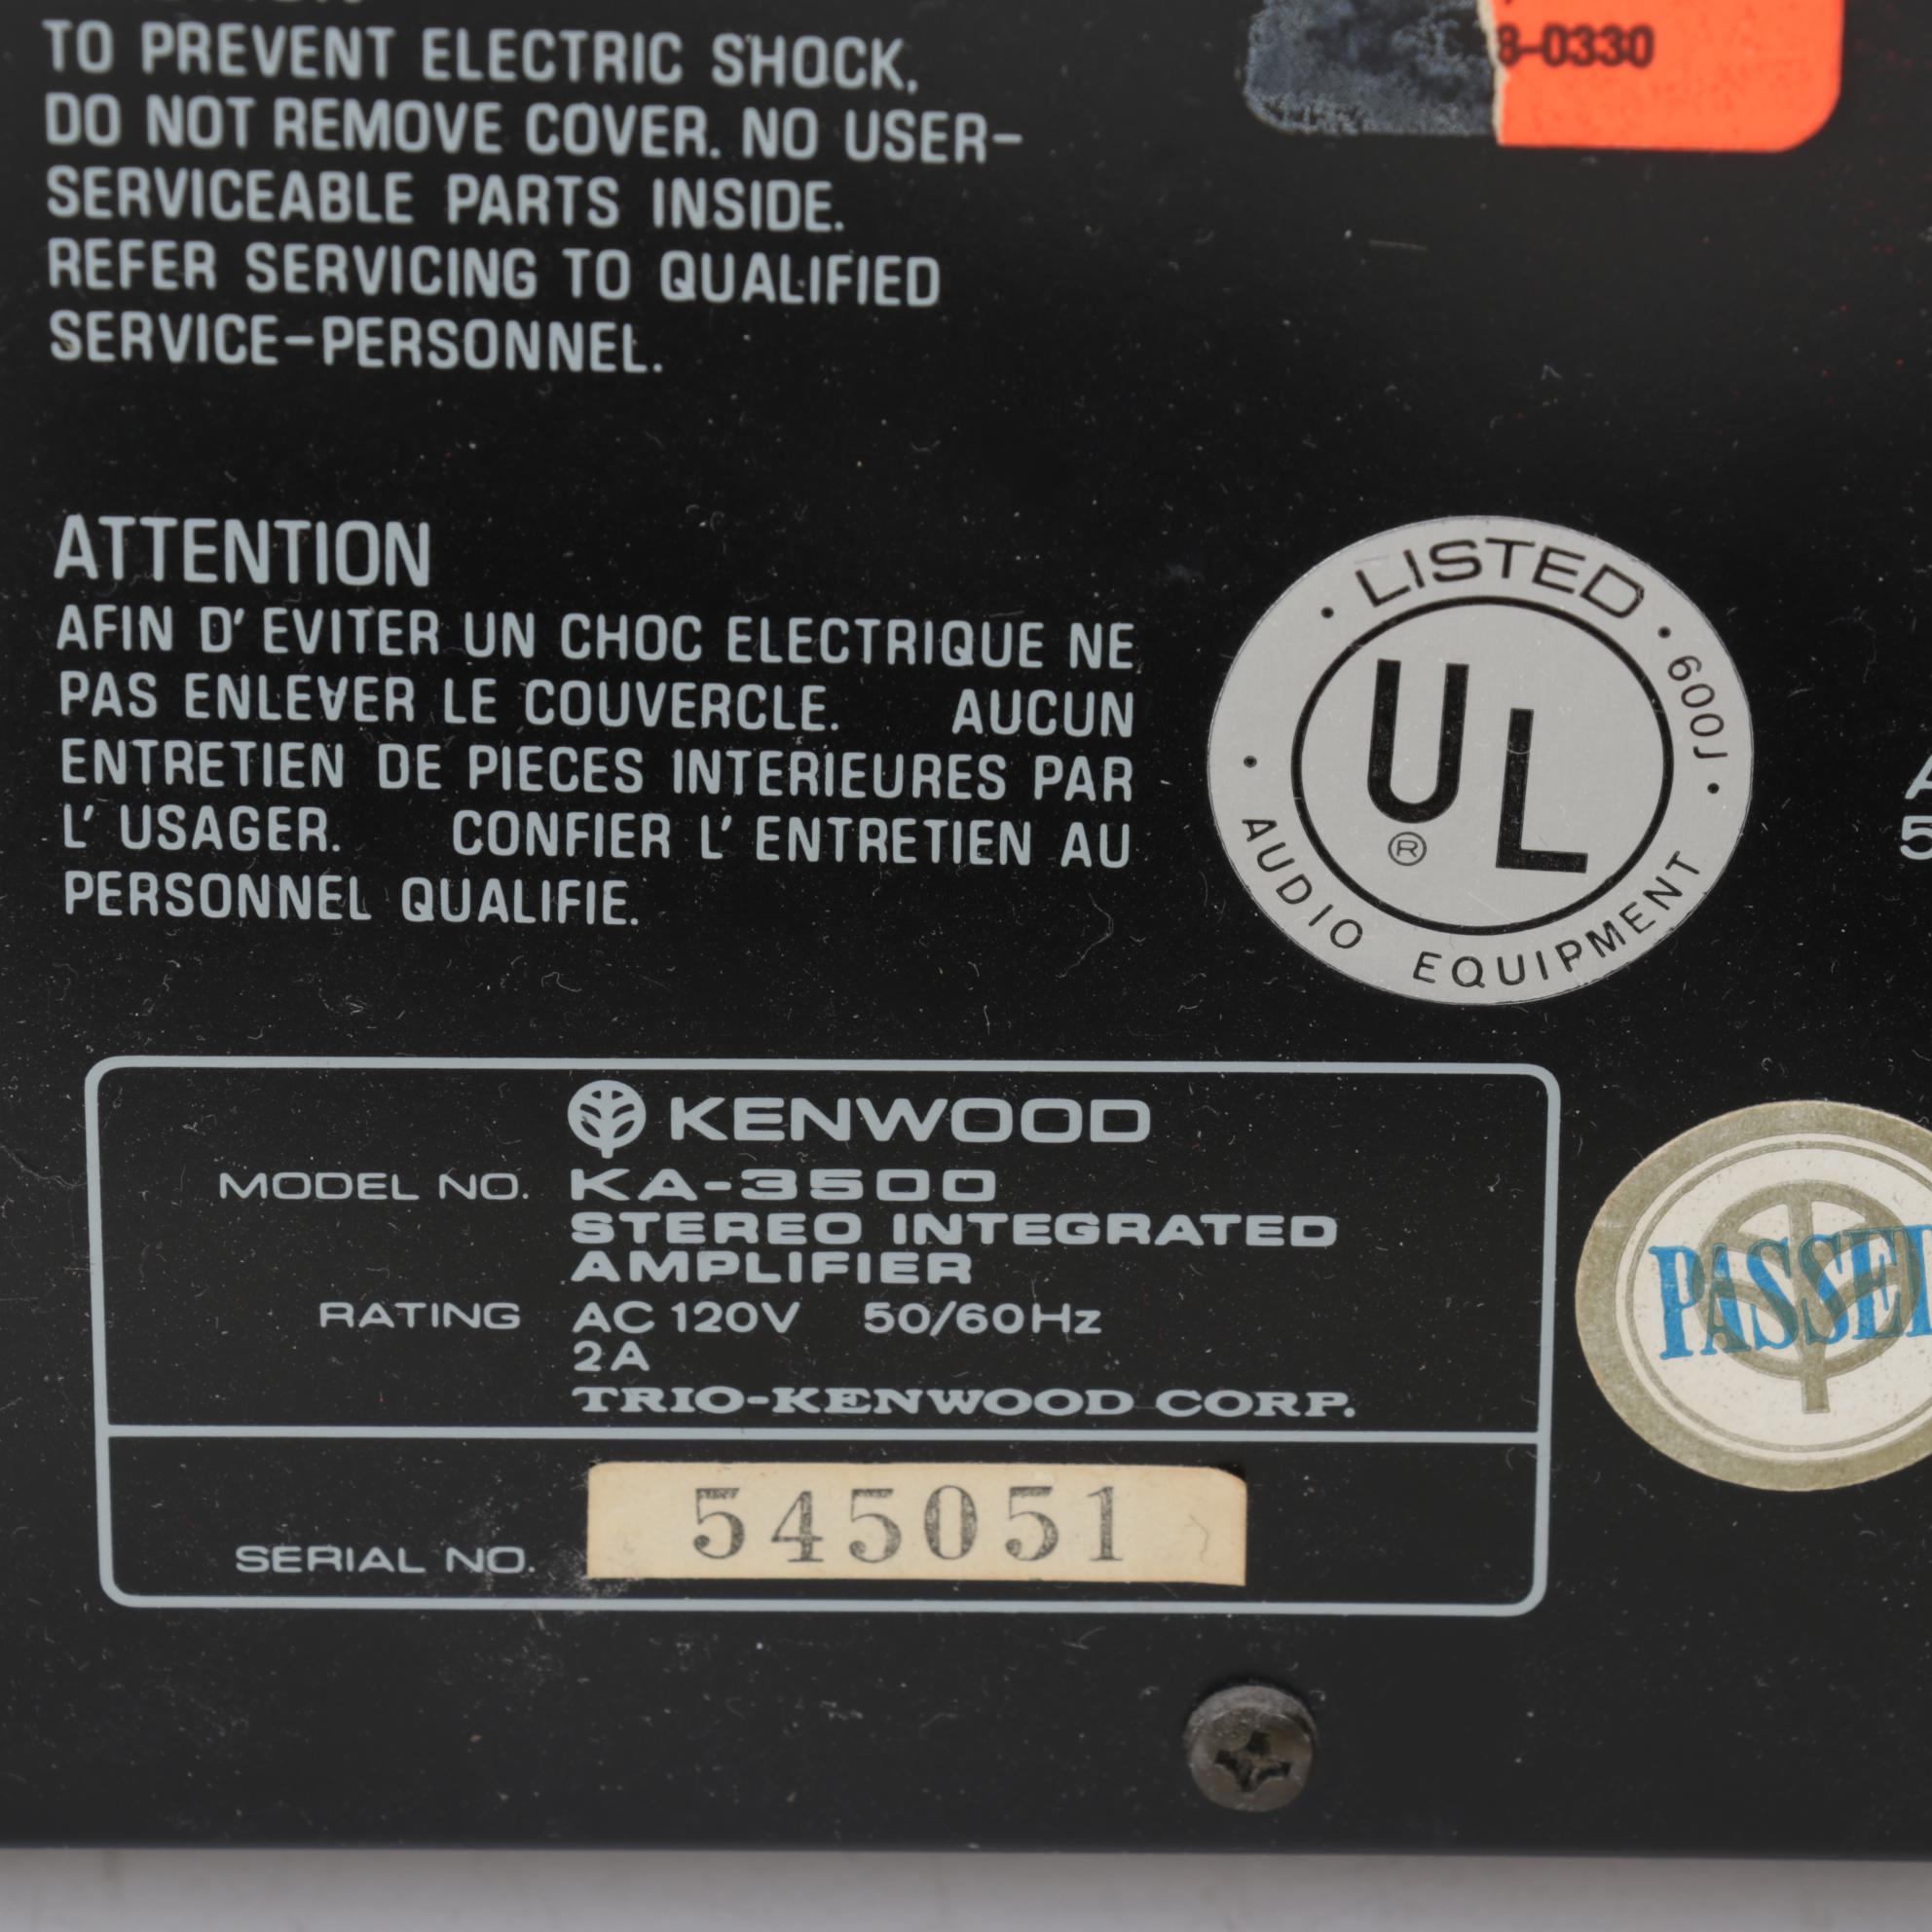 TO PREVENT ELECTRIC SHOCK,
DO NOT REMOVE COVER. NO USER-
SERVICEABLE PARTS INSIDE.
REFER SERVICING TO QUALIFIED
SERVICE-PERSONNEL.
8-0330
ATTENTION
AFIN D' EVITER UN CHOC ELECTRIQUE NE
PAS ENLEVER LE COUVERCLE. AUCUN
ENTRETIEN DE PIECES INTERIEURES PAR
L' USAGER. CONFIER L' ENTRETIEN AU
PERSONNEL QUALIFIE.
• LISTED • 600J •
UL
®
• AUDIO EQUIPMENT
KENWOOD
MODEL NO. KA-3500
STEREO INTEGRATED
AMPLIFIER
RATING AC 120V 50/60Hz
2A
TRIO-KENWOOD CORP.
SERIAL NO. 545051